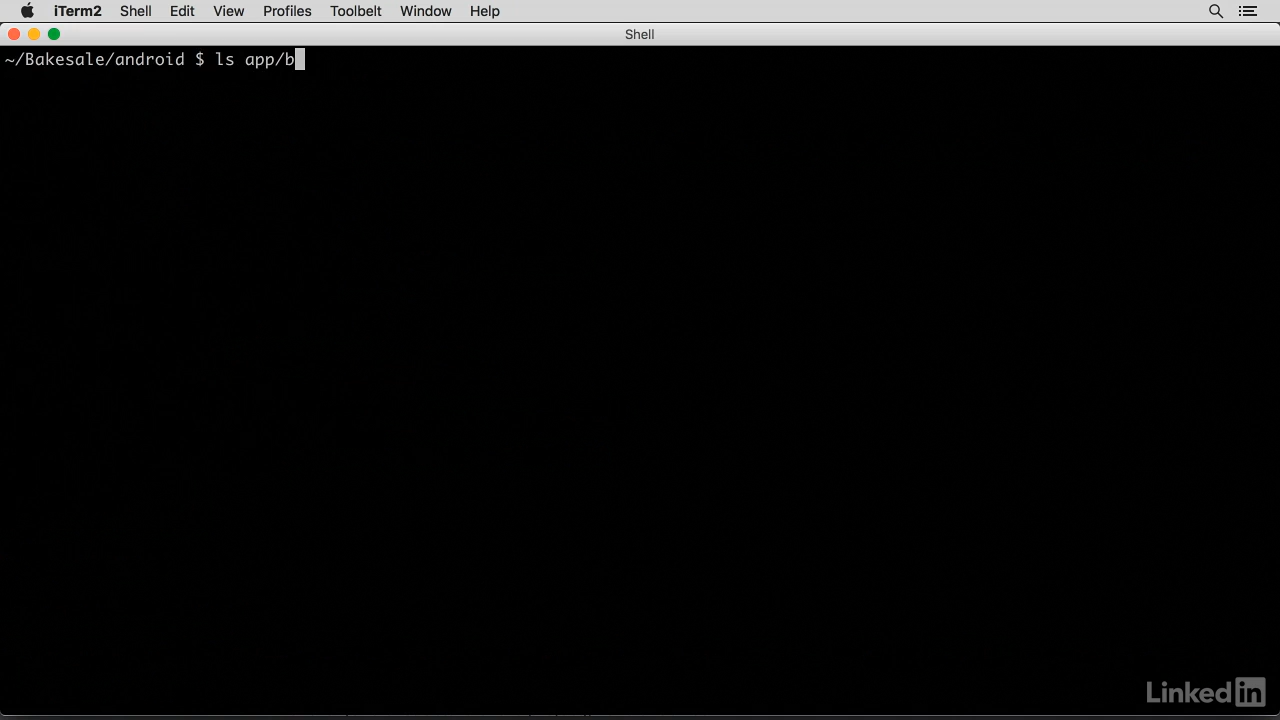 iTerm2 Shell Edit View Profiles Toolbelt Window Help
Shell
~/Bakesale/android $ ls app/b
Linked in